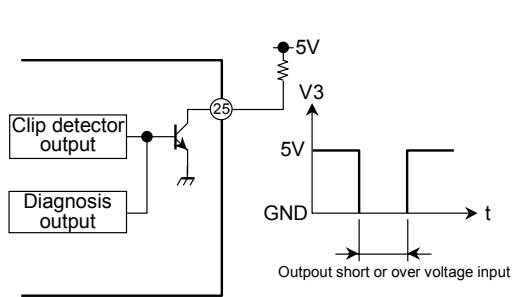 5V
25
V3
Clip detector
output
5V
Diagnosis
output
GND
t
Outpout short or over voltage input